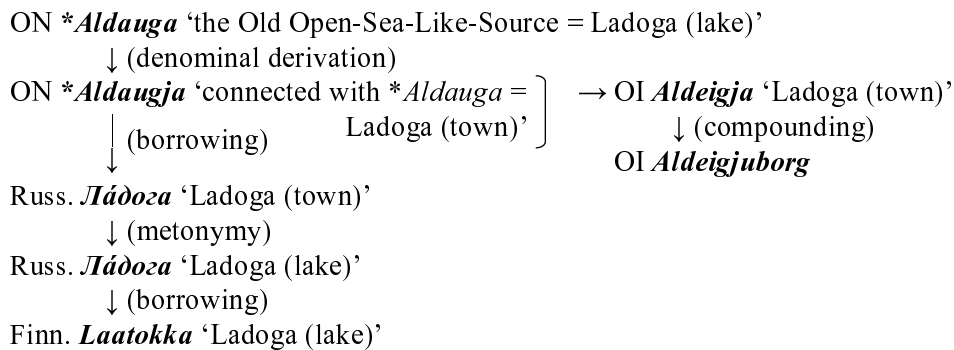 ON *Aldauga ‘the Old Open-Sea-Like-Source = Ladoga (lake)’
↓ (denominal derivation)
ON *Aldaugja ‘connected with *Aldauga = → OI Aldeigja ‘Ladoga (town)’
Ladoga (town)’ ↓ (compounding)
↓ (borrowing)
OI Aldeigjuborg
Russ. Ла́дога ‘Ladoga (town)’
↓ (metonymy)
Russ. Ла́дога ‘Ladoga (lake)’
↓ (borrowing)
Finn. Laatokka ‘Ladoga (lake)’